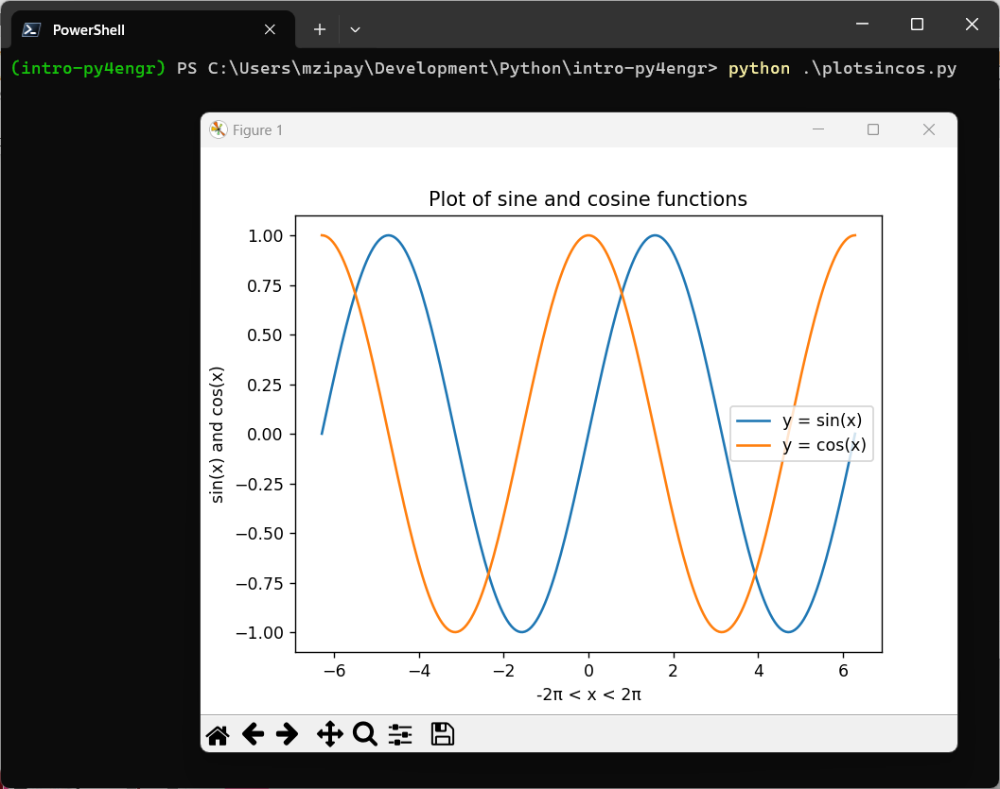 PowerShell
(intro-py4engr) PS C:\Users\mzipay\Development\Python\intro-py4engr> python .\plotsincos.py
Figure 1
Plot of sine and cosine functions
1.00
0.75
0.50
0.25
0.00
−0.25
−0.50
−0.75
−1.00
sin(x) and cos(x)
y = sin(x)
y = cos(x)
−6 −4 −2 0 2 4 6
-2π < x < 2π